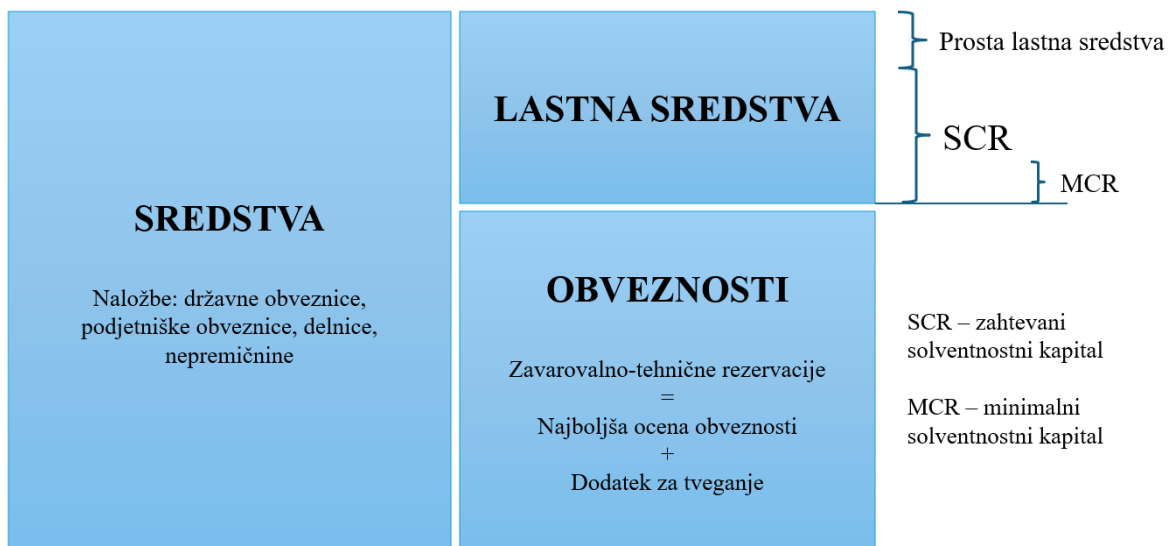 SREDSTVA
Naložbe: državne obveznice,
podjetniške obveznice, delnice,
nepremičnine
LASTNA SREDSTVA
OBVEZNOSTI
Zavarovalno-tehnične rezervacije
=
Najboljša ocena obveznosti
+
Dodatek za tveganje
Prosta lastna sredstva
SCR
MCR
SCR – zahtevani
solventnostni kapital
MCR – minimalni
solventnostni kapital